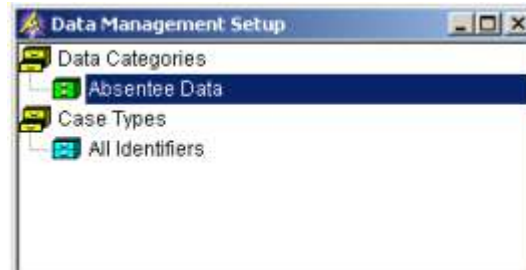 Data Management Setup
Data Categories
Absentee Data
Case Types
All Identifiers